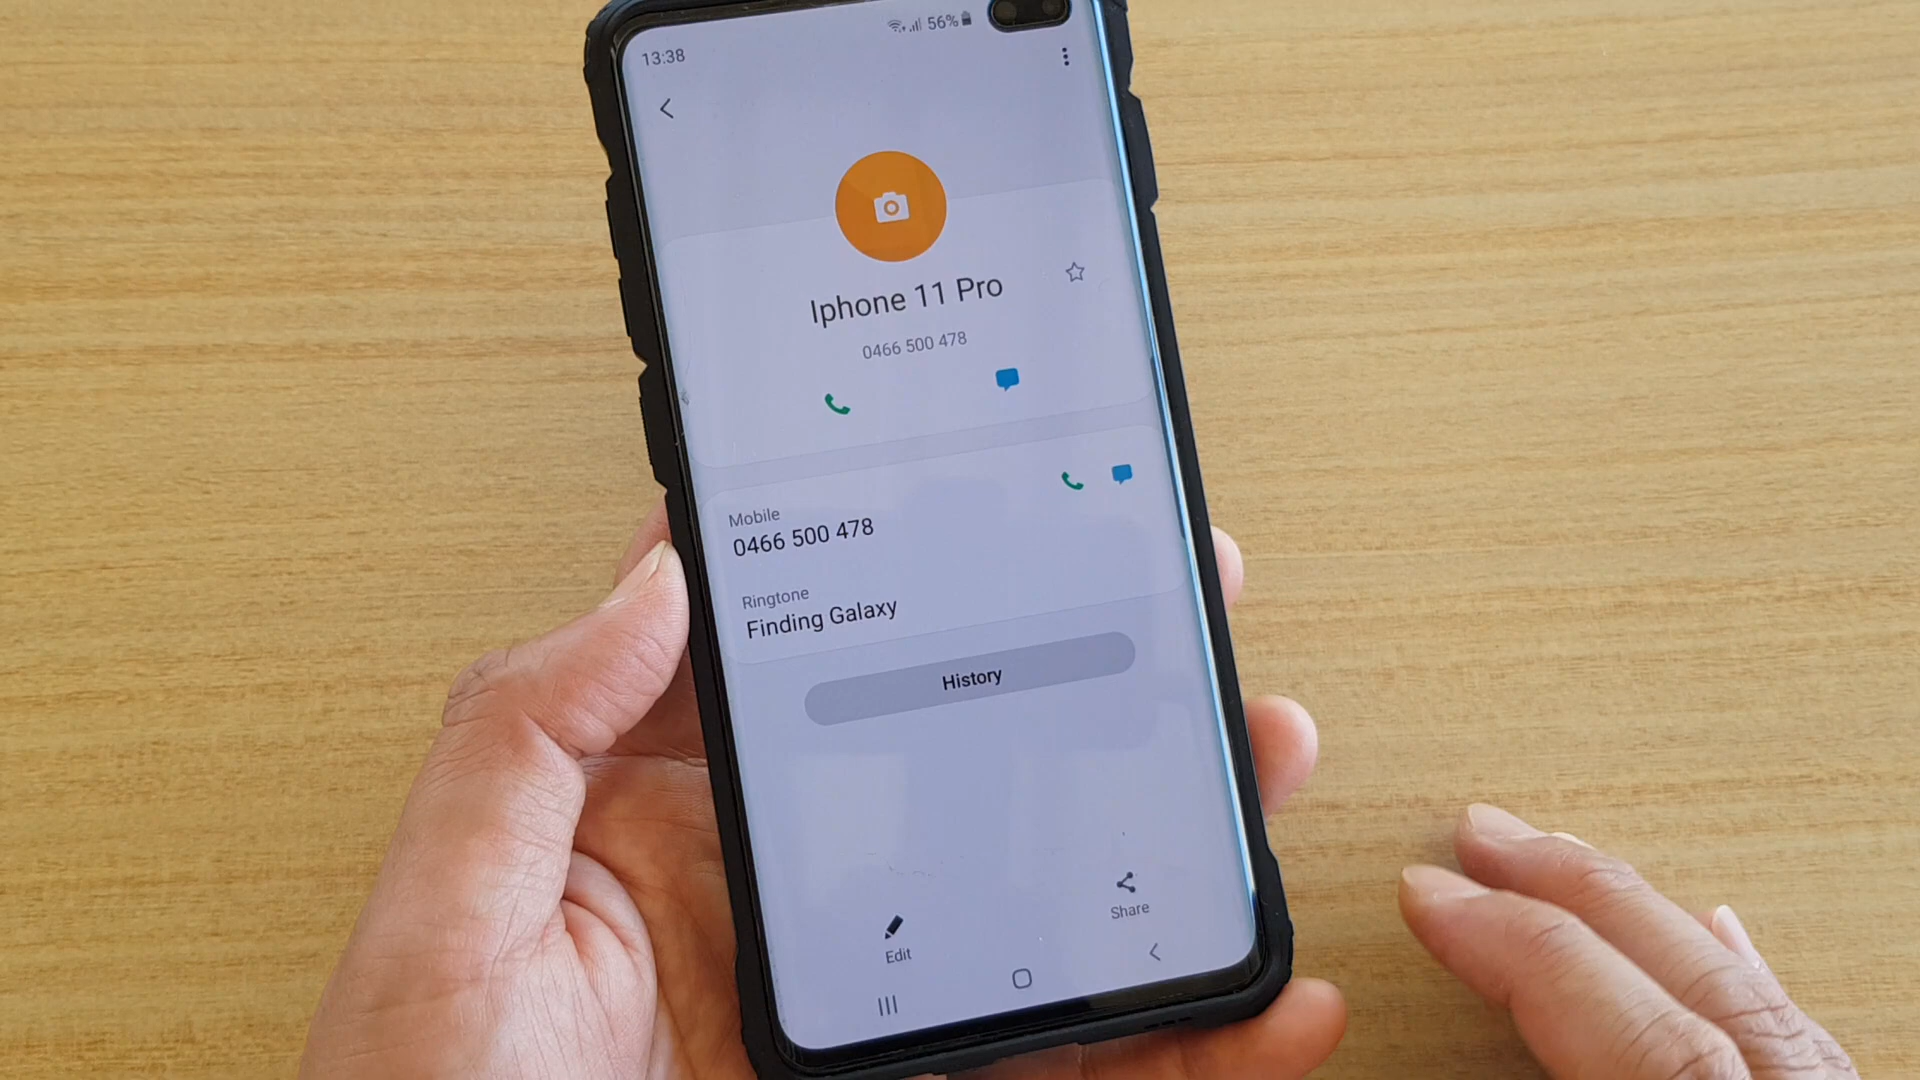 13:38
56%
Iphone 11 Pro
0466 500 478
Mobile
0466 500 478
Ringtone
Finding Galaxy
History
Edit
Share